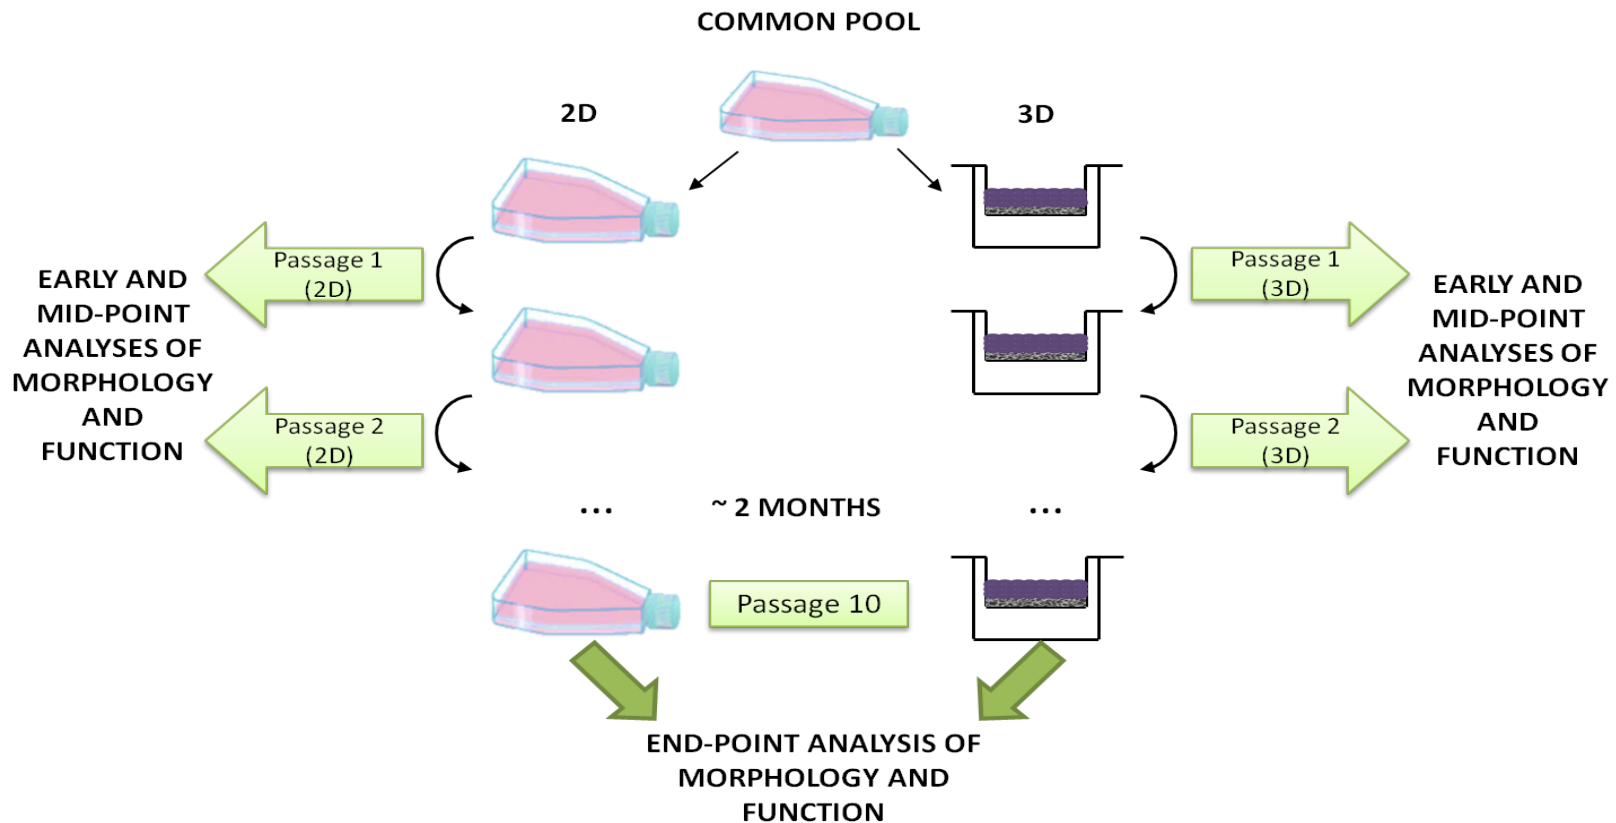 COMMON POOL
2D
3D
Passage 1
(2D)
Passage 1
(3D)
EARLY AND
MID-POINT
ANALYSES OF
MORPHOLOGY
AND
FUNCTION
EARLY AND
MID-POINT
ANALYSES OF
MORPHOLOGY
AND
FUNCTION
Passage 2
(2D)
Passage 2
(3D)
...
~ 2 MONTHS
...
Passage 10
END-POINT ANALYSIS OF
MORPHOLOGY AND
FUNCTION